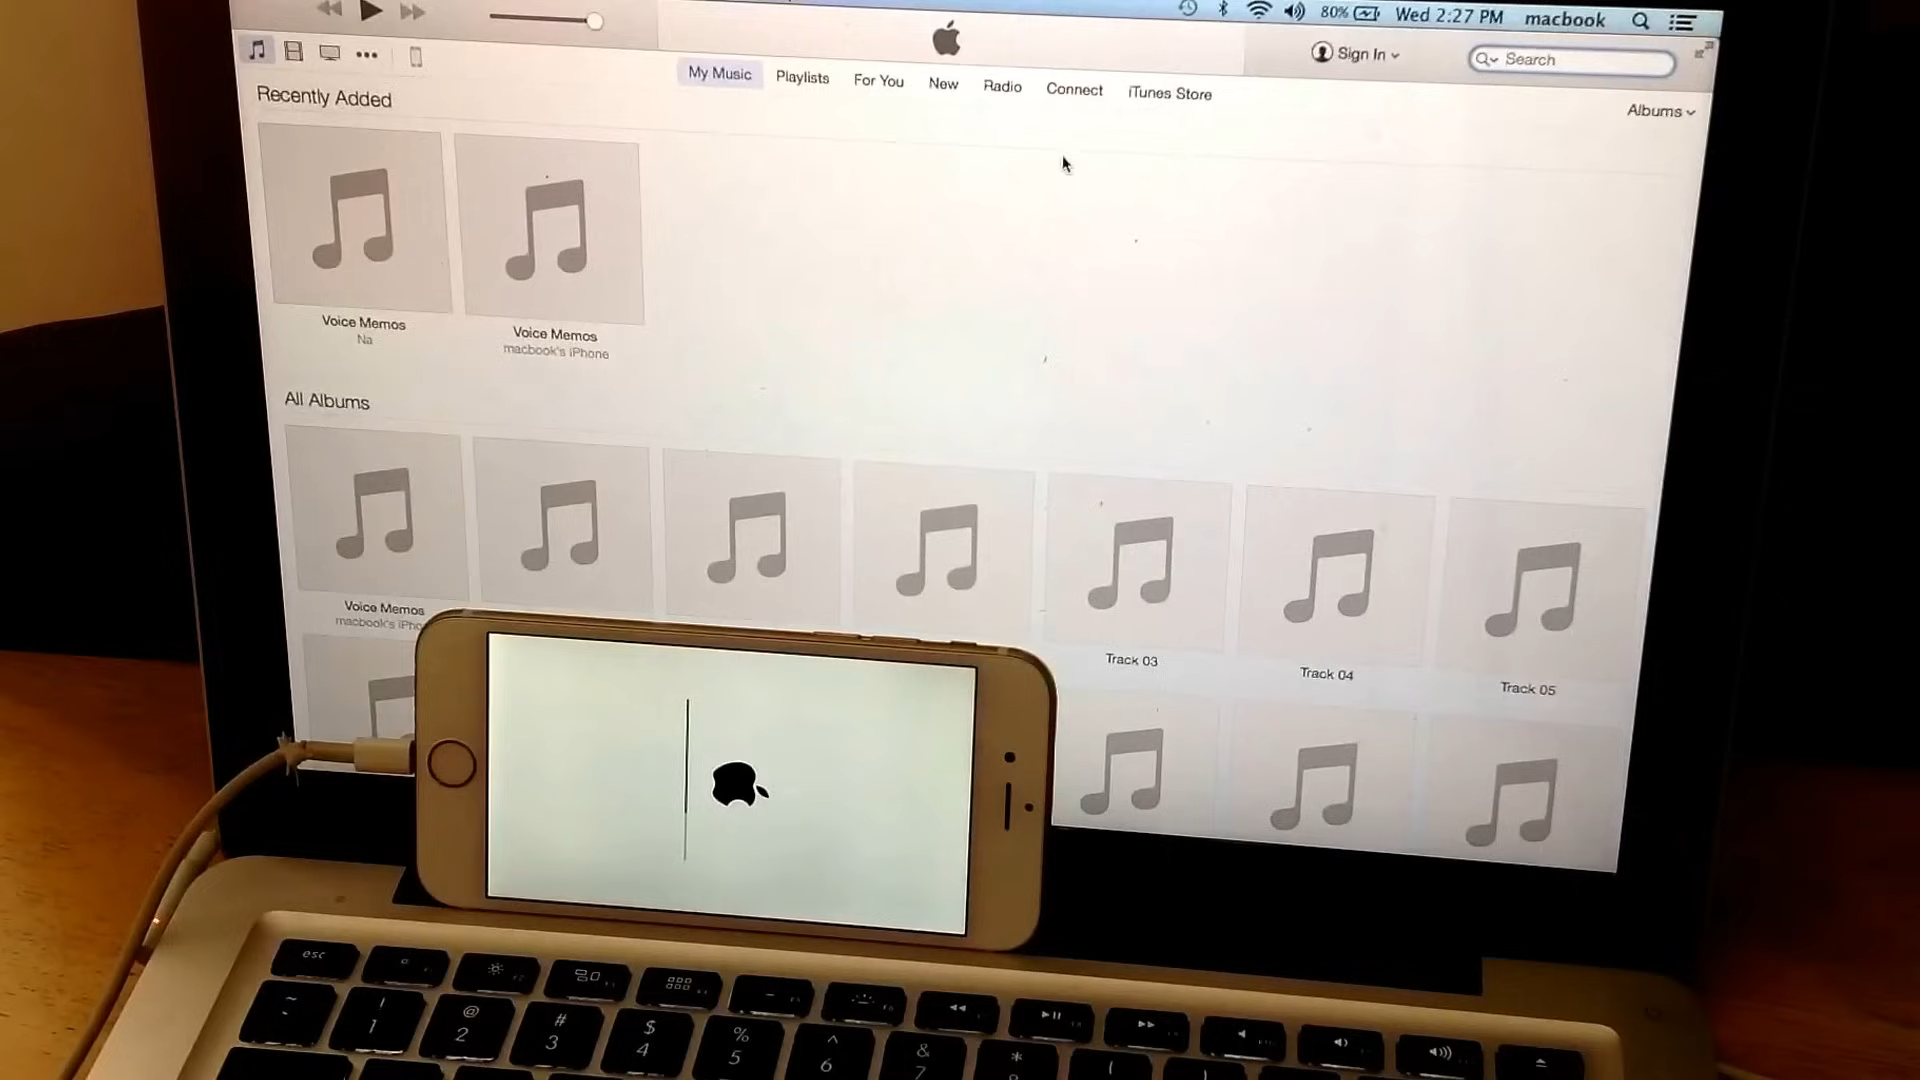 80% Wed 2:27 PM macbook
Sign In
Search
My Music Playlists For You New Radio Connect iTunes Store
Recently Added
Albums
Voice Memos
Na
Voice Memos
macbook's iPhone
All Albums
Voice Memos
macbook's iPho
Track 03
Track 04
Track 05
esc
~ ! 1 @ 2 # 3 $ 4 % 5 ^ 6 & 7 * (